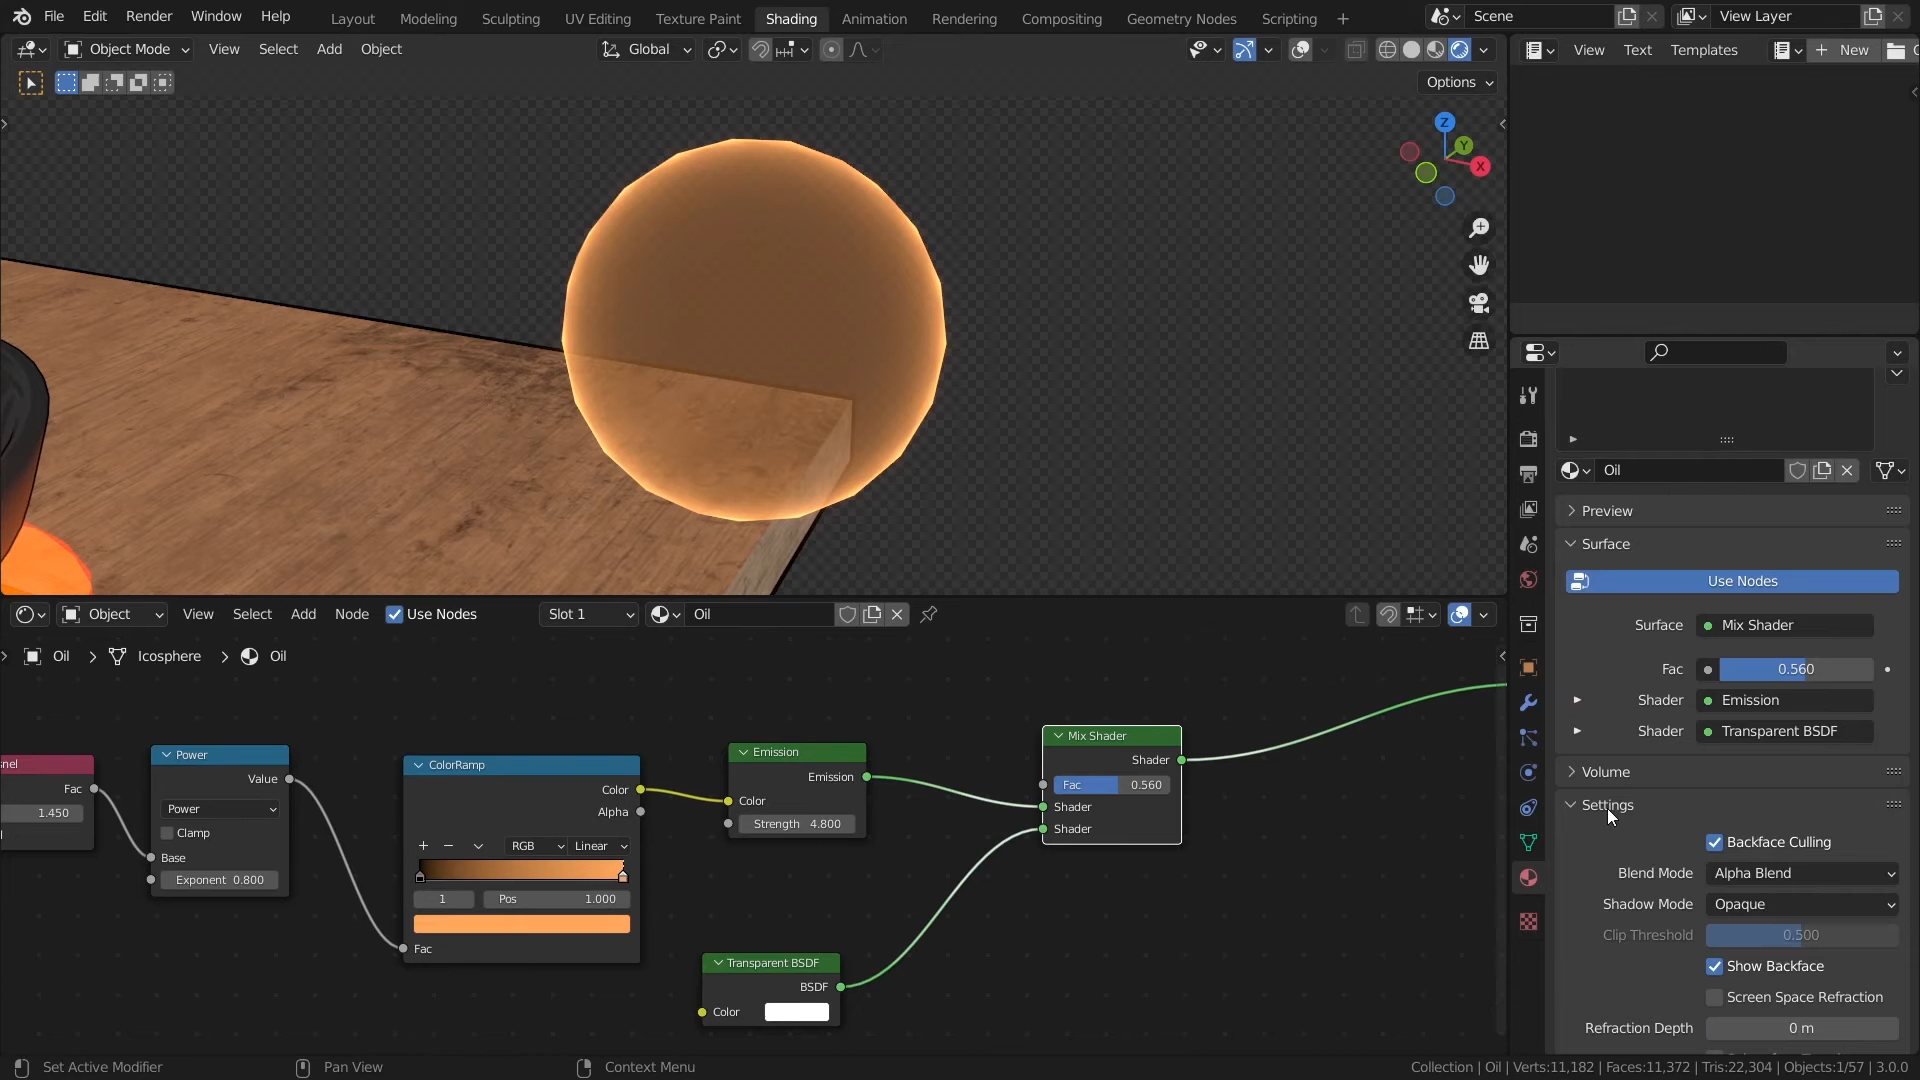 File Edit Render Window Help Layout Modeling Sculpting UV Editing Texture Paint Shading Animation Rendering Compositing Geometry Nodes Scripting + Scene View Layer
Object Mode View Select Add Object Global
View Text Templates + New
Options
Z
Y
X
Oil
Preview
Surface
Use Nodes
Surface Mix Shader
Fac 0.560
Shader Emission
Shader Transparent BSDF
Volume
Settings
Backface Culling
Blend Mode Alpha Blend
Shadow Mode Opaque
Clip Threshold 0.500
Show Backface
Screen Space Refraction
Refraction Depth 0 m
Object View Select Add Node Use Nodes Slot 1 Oil
Oil > Icosphere > Oil
nel
Fac
1.450
Power
Value
Power
Clamp
Base
Exponent 0.800
ColorRamp
Color
Alpha
+ − RGB Linear
1 Pos 1.000
Fac
Emission
Emission
Color
Strength 4.800
Transparent BSDF
BSDF
Color
Mix Shader
Shader
Fac 0.560
Shader
Shader
Set Active Modifier Pan View Context Menu Collection | Oil | Verts:11,182 | Faces:11,372 | Tris:22,304 | Objects:1/57 | 3.0.0